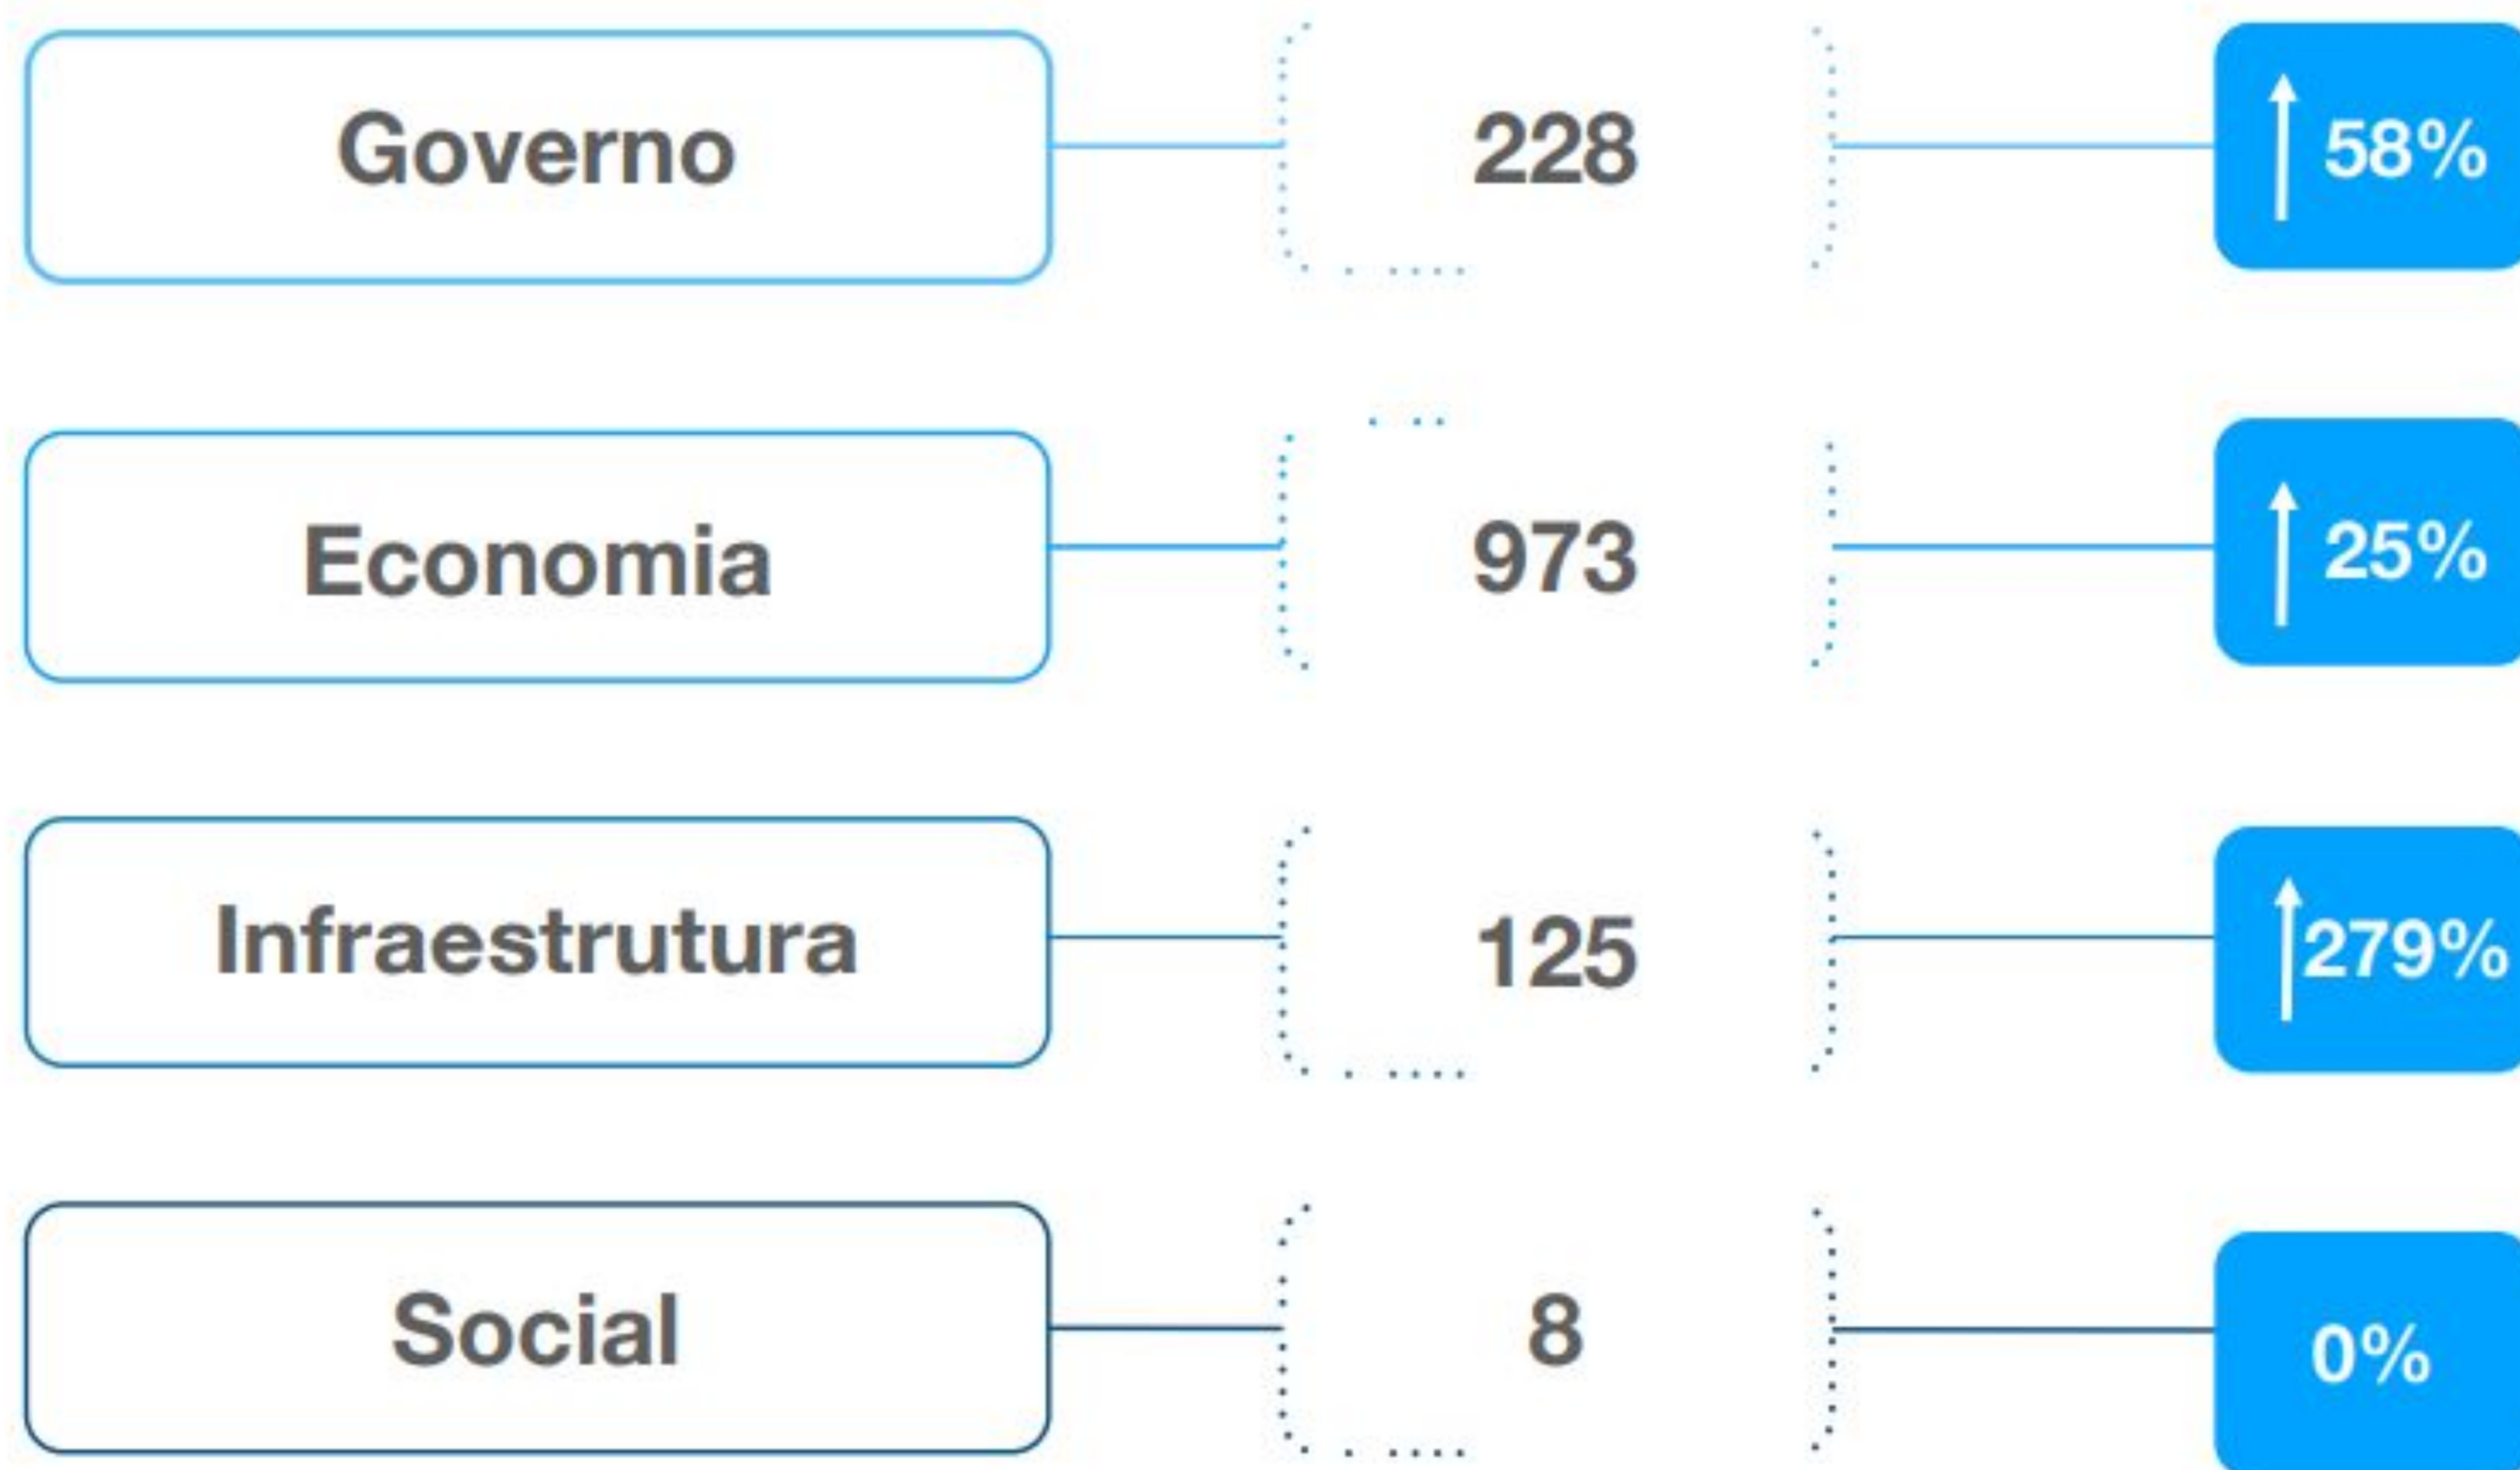 Governo 228 58%
Economia 973 25%
Infraestrutura 125 279%
Social 8 0%